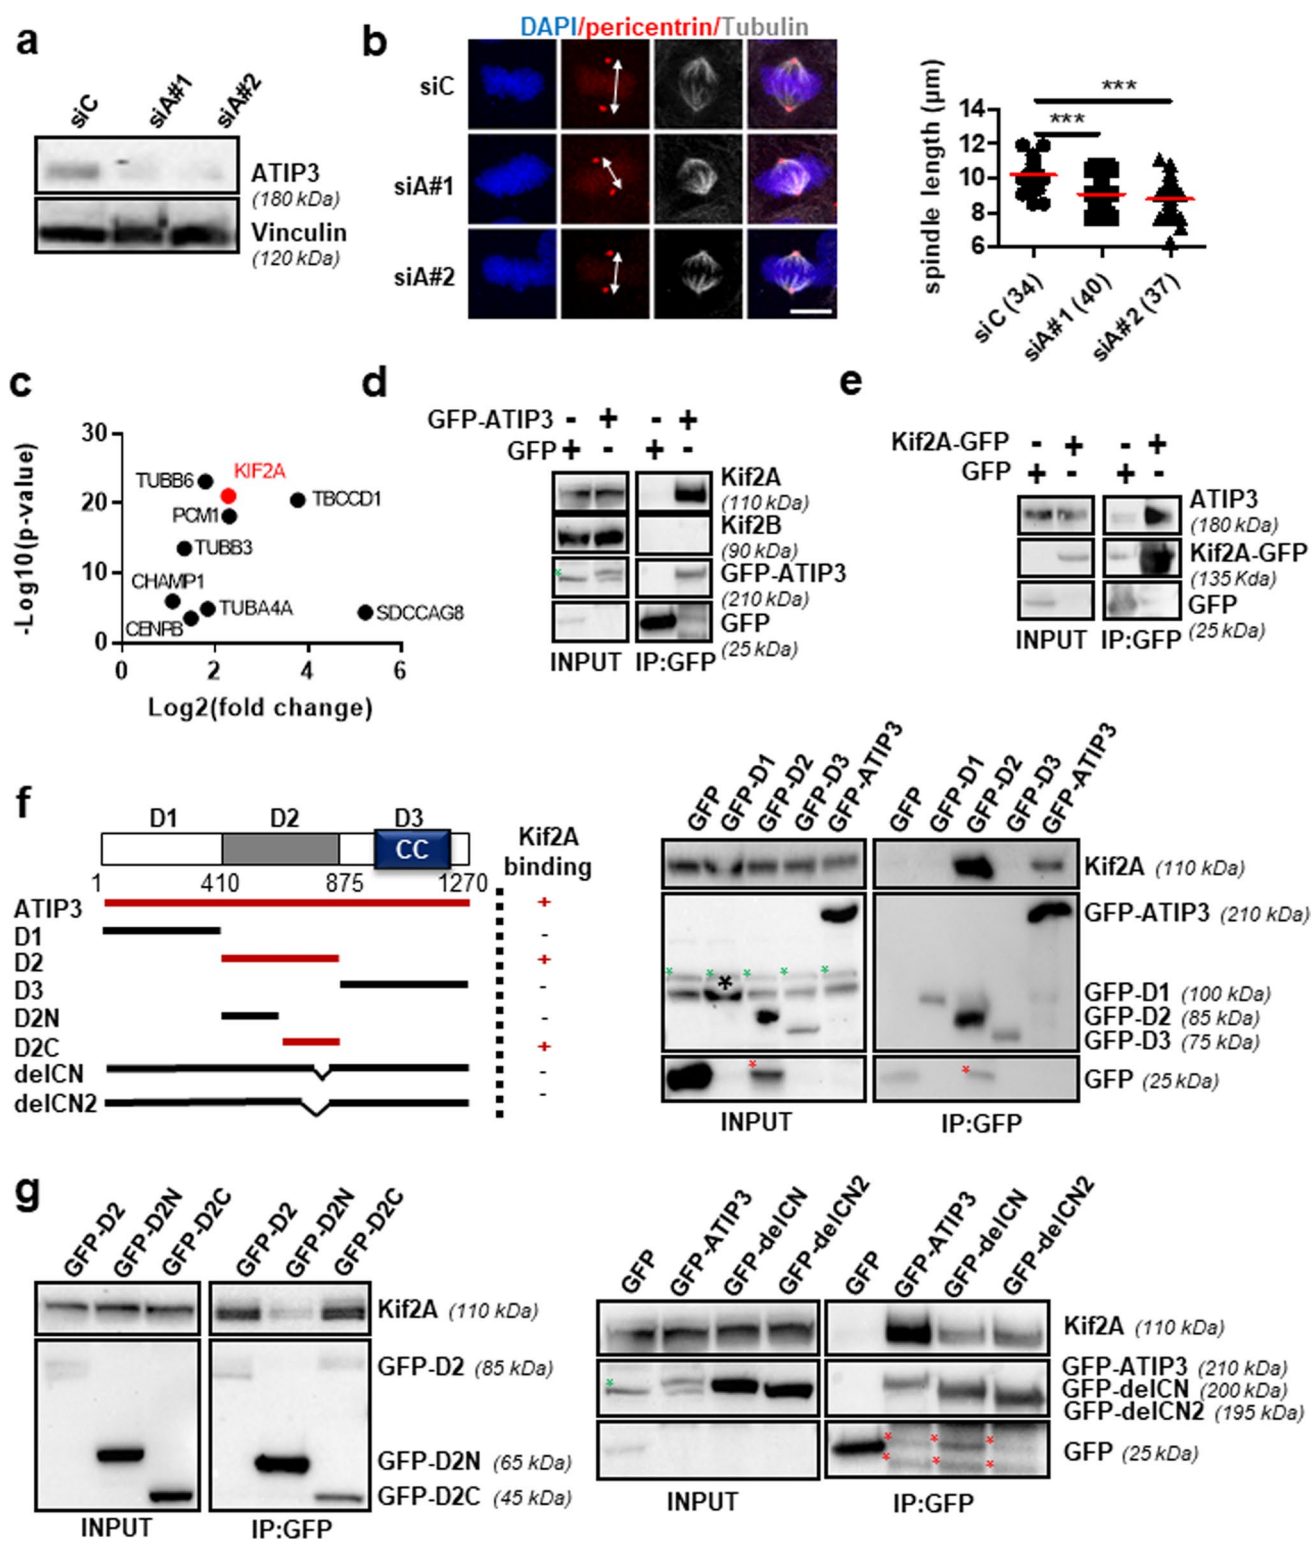 a
siC
siA#1
siA#2
ATIP3
(180 kDa)
Vinculin
(120 kDa)
b
DAPI/pericentrin/Tubulin
siC
siA#1
siA#2
spindle length (µm)
14
12
10
8
6
***
***
siC (34)
siA#1 (40)
siA#2 (37)
c
-Log10(p-value)
30
20
10
0
0
2
4
6
Log2(fold change)
TUBB6
KIF2A
TBCCD1
PCM1
TUBB3
CHAMP1
TUBA4A
SDCCAG8
CENPB
d
GFP-ATIP3 - + - +
GFP + - + -
Kif2A
(110 kDa)
Kif2B
(90 kDa)
*
GFP-ATIP3
(210 kDa)
GFP
(25 kDa)
INPUT IP:GFP
e
Kif2A-GFP - + - +
GFP + - + -
ATIP3
(180 kDa)
Kif2A-GFP
(135 Kda)
GFP
(25 kDa)
INPUT IP:GFP
f
D1 D2 D3
CC
1 410 875 1270
Kif2A
binding
ATIP3 +
D1 -
D2 +
D3 -
D2N -
D2C +
delCN -
delCN2 -
GFP
GFP-D1
GFP-D2
GFP-D3
GFP-ATIP3
GFP
GFP-D1
GFP-D2
GFP-D3
GFP-ATIP3
Kif2A (110 kDa)
GFP-ATIP3 (210 kDa)
* * * * *
*
GFP-D1 (100 kDa)
GFP-D2 (85 kDa)
GFP-D3 (75 kDa)
* *
GFP (25 kDa)
INPUT IP:GFP
g
GFP-D2
GFP-D2N
GFP-D2C
GFP-D2
GFP-D2N
GFP-D2C
Kif2A (110 kDa)
GFP-D2 (85 kDa)
GFP-D2N (65 kDa)
GFP-D2C (45 kDa)
INPUT IP:GFP
GFP
GFP-ATIP3
GFP-delCN
GFP-delCN2
GFP
GFP-ATIP3
GFP-delCN
GFP-delCN2
Kif2A (110 kDa)
GFP-ATIP3 (210 kDa)
*
GFP-delCN (200 kDa)
GFP-delCN2 (195 kDa)
* * *
* * *
GFP (25 kDa)
INPUT IP:GFP